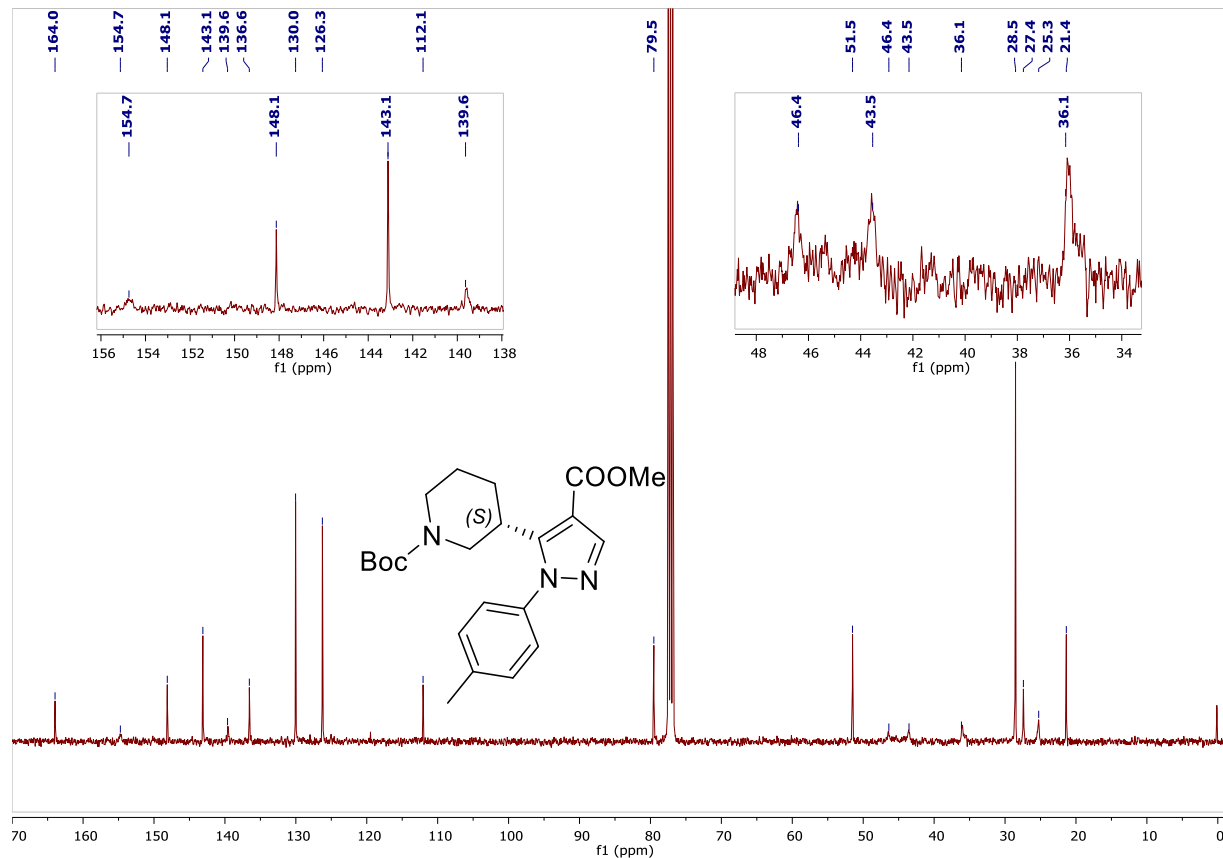 164.0 154.7 148.1 143.1 139.6 136.6 130.0 126.3 112.1 79.5 51.5 46.4 43.5 36.1 28.5 27.4 25.3 21.4
154.7 148.1 143.1 139.6
156 154 152 150 148 146 144 142 140 138
f1 (ppm)
46.4 43.5 36.1
48 46 44 42 40 38 36 34
f1 (ppm)
COOMe
(S)
N
Boc
N N
70 160 150 140 130 120 110 100 90 80 70 60 50 40 30 20 10 0
f1 (ppm)